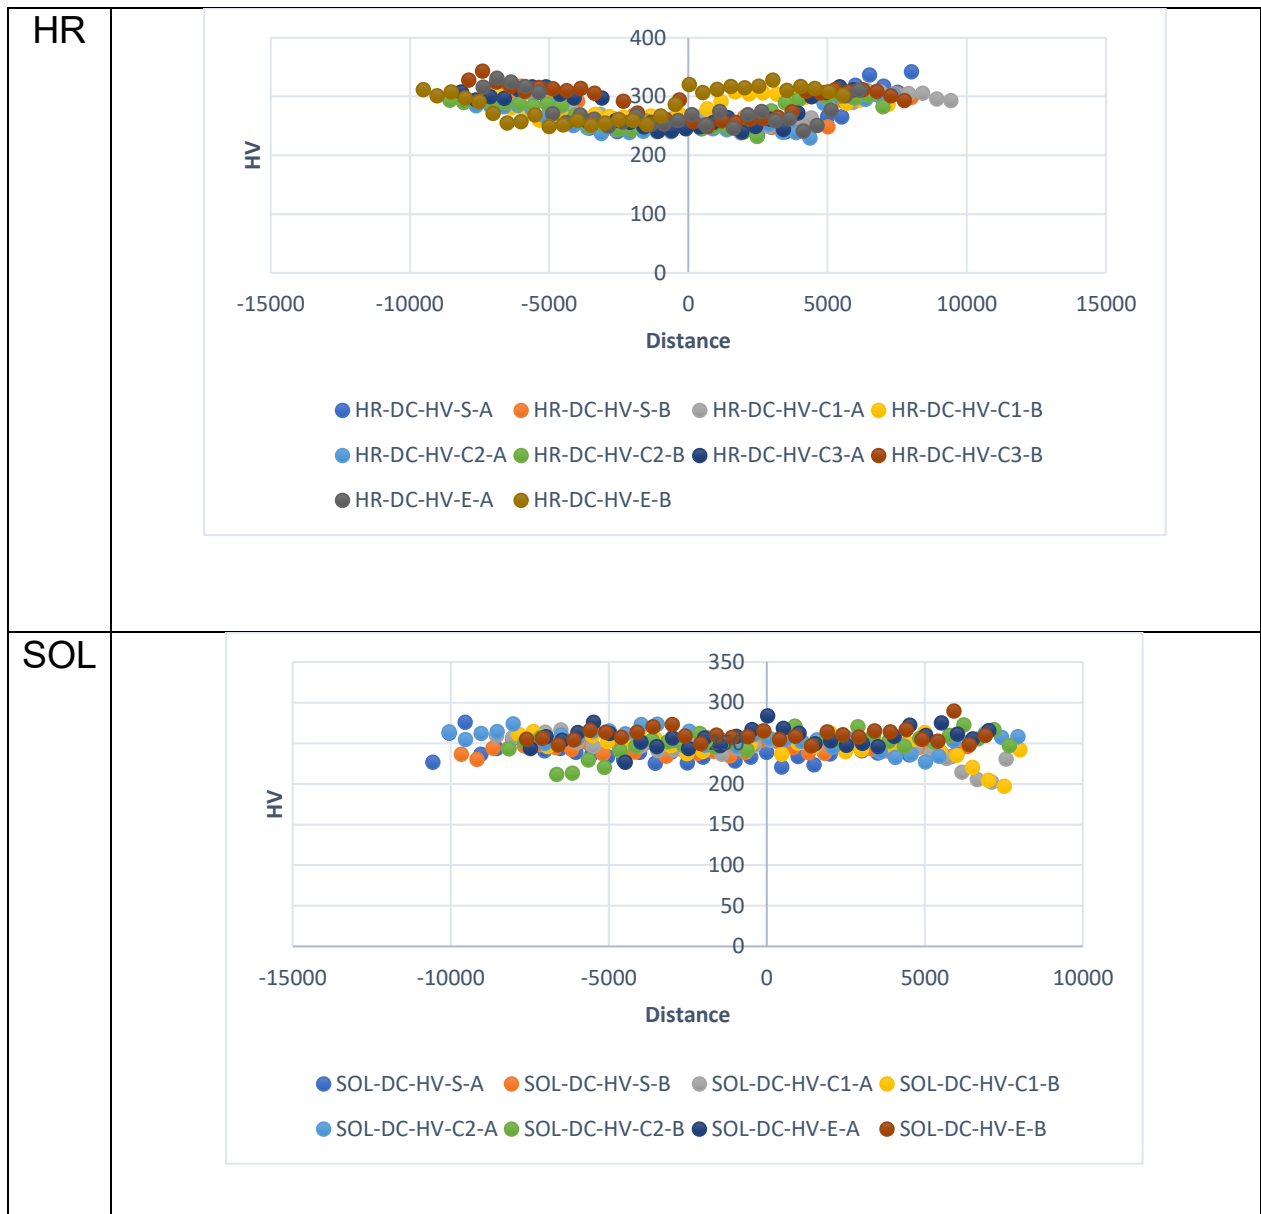 HR
400
300
200
100
0
HV
-15000 -10000 -5000 0 5000 10000 15000
Distance
HR-DC-HV-S-A HR-DC-HV-S-B HR-DC-HV-C1-A HR-DC-HV-C1-B
HR-DC-HV-C2-A HR-DC-HV-C2-B HR-DC-HV-C3-A HR-DC-HV-C3-B
HR-DC-HV-E-A HR-DC-HV-E-B
SOL
350
300
250
200
150
100
50
0
HV
-15000 -10000 -5000 0 5000 10000
Distance
SOL-DC-HV-S-A SOL-DC-HV-S-B SOL-DC-HV-C1-A SOL-DC-HV-C1-B
SOL-DC-HV-C2-A SOL-DC-HV-C2-B SOL-DC-HV-E-A SOL-DC-HV-E-B